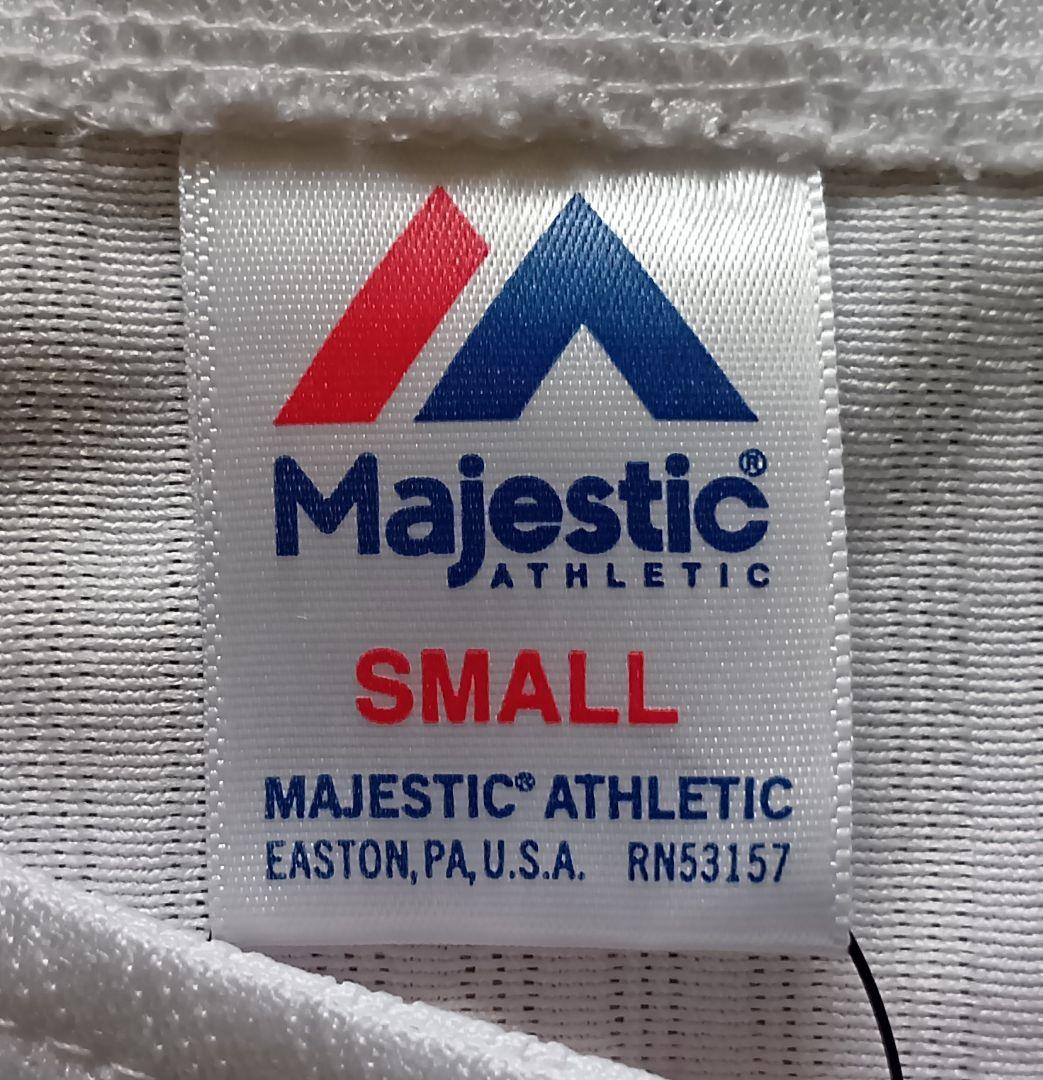 Majestic®
ATHLETIC
SMALL
MAJESTIC® ATHLETIC
EASTON, PA, U.S.A. RN53157